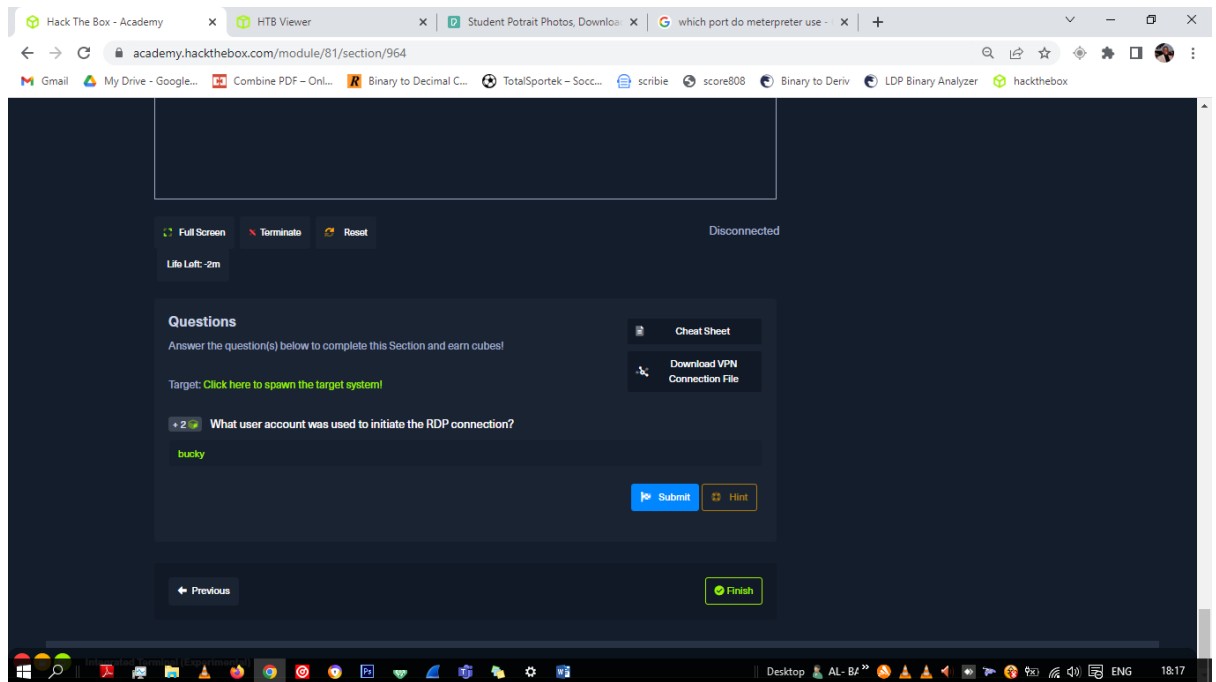 Hack The Box - Academy
HTB Viewer
Student Potrait Photos, Downloa
which port do meterpreter use -
academy.hackthebox.com/module/81/section/964
Gmail My Drive - Google... Combine PDF – Onl... Binary to Decimal C... TotalSportek – Socc... scribie score808 Binary to Deriv LDP Binary Analyzer hackthebox
Full Screen Terminate Reset Disconnected
Life Left: -2m
Questions
Answer the question(s) below to complete this Section and earn cubes!
Cheat Sheet
Download VPN
Connection File
Target: Click here to spawn the target system!
+ 2 What user account was used to initiate the RDP connection?
bucky
Submit Hint
Previous Finish
Integrated Terminal (Experimental)
Desktop AL- BA ENG 18:17